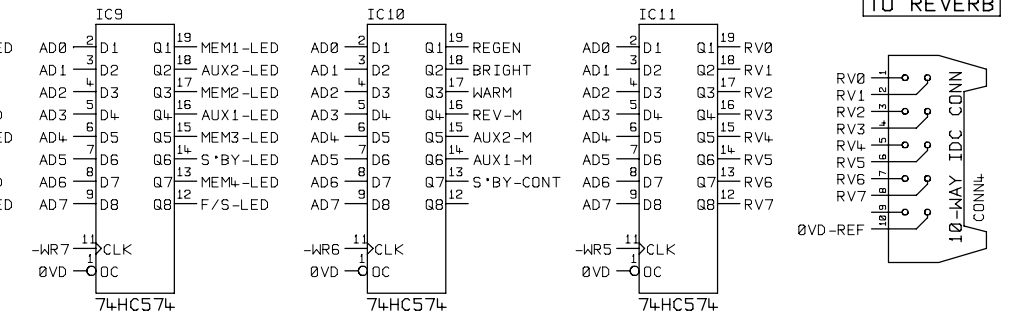 IC9
ED AD0 2 D1 Q1 19 MEM1-LED
AD1 3 D2 Q2 18 AUX2-LED
AD2 4 D3 Q3 17 MEM2-LED
AD3 5 D4 Q4 16 AUX1-LED
ED AD4 6 D5 Q5 15 MEM3-LED
AD5 7 D6 Q6 14 S'BY-LED
AD6 8 D7 Q7 13 MEM4-LED
ED AD7 9 D8 Q8 12 F/S-LED
-WR7 11 CLK
0VD 1 OC
74HC574
IC10
AD0 2 D1 Q1 19 REGEN
AD1 3 D2 Q2 18 BRIGHT
AD2 4 D3 Q3 17 WARM
AD3 5 D4 Q4 16 REV-M
AD4 6 D5 Q5 15 AUX2-M
AD5 7 D6 Q6 14 AUX1-M
AD6 8 D7 Q7 13 S'BY-CONT
AD7 9 D8 Q8 12
-WR6 11 CLK
0VD 1 OC
74HC574
IC11
AD0 2 D1 Q1 19 RV0
AD1 3 D2 Q2 18 RV1
AD2 4 D3 Q3 17 RV2
AD3 5 D4 Q4 16 RV3
AD4 6 D5 Q5 15 RV4
AD5 7 D6 Q6 14 RV5
AD6 8 D7 Q7 13 RV6
AD7 9 D8 Q8 12 RV7
-WR5 11 CLK
0VD 1 OC
74HC574
TO REVERB
RV0 1
RV1 2
RV2 3
RV3 4
RV4 5
RV5 6
RV6 7
RV7 8
9
0VD-REF 10
10-WAY IDC CONN
CONN4